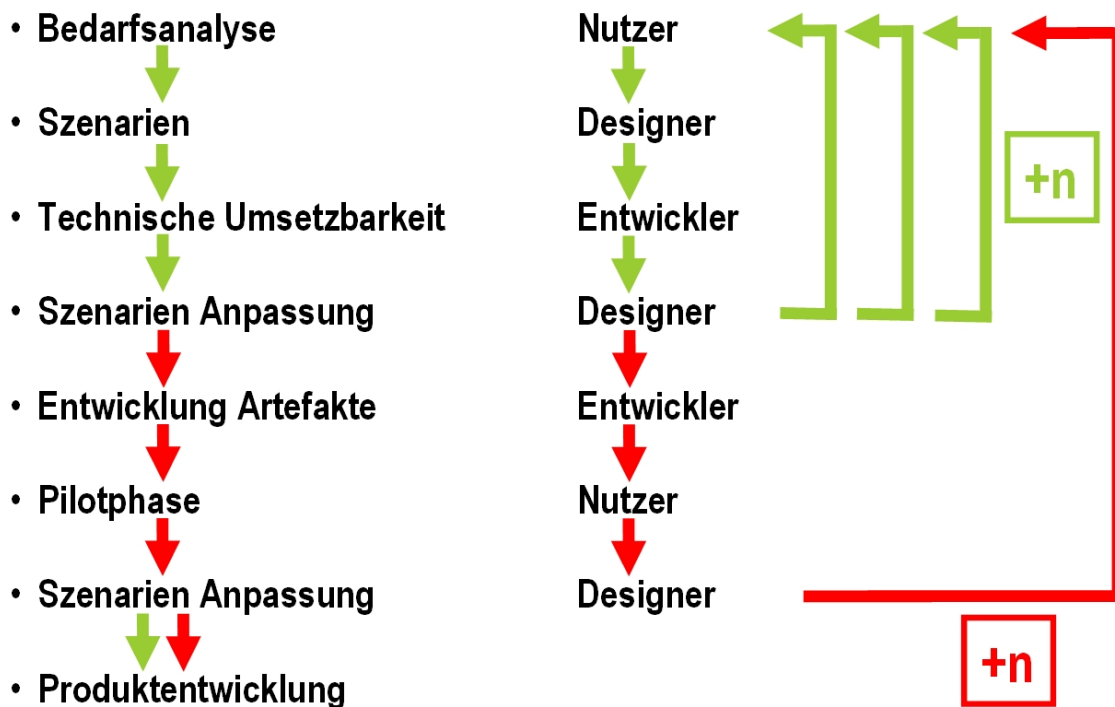 • Bedarfsanalyse Nutzer
• Szenarien Designer
+n
• Technische Umsetzbarkeit Entwickler
• Szenarien Anpassung Designer
• Entwicklung Artefakte Entwickler
• Pilotphase Nutzer
• Szenarien Anpassung Designer
+n
• Produktentwicklung